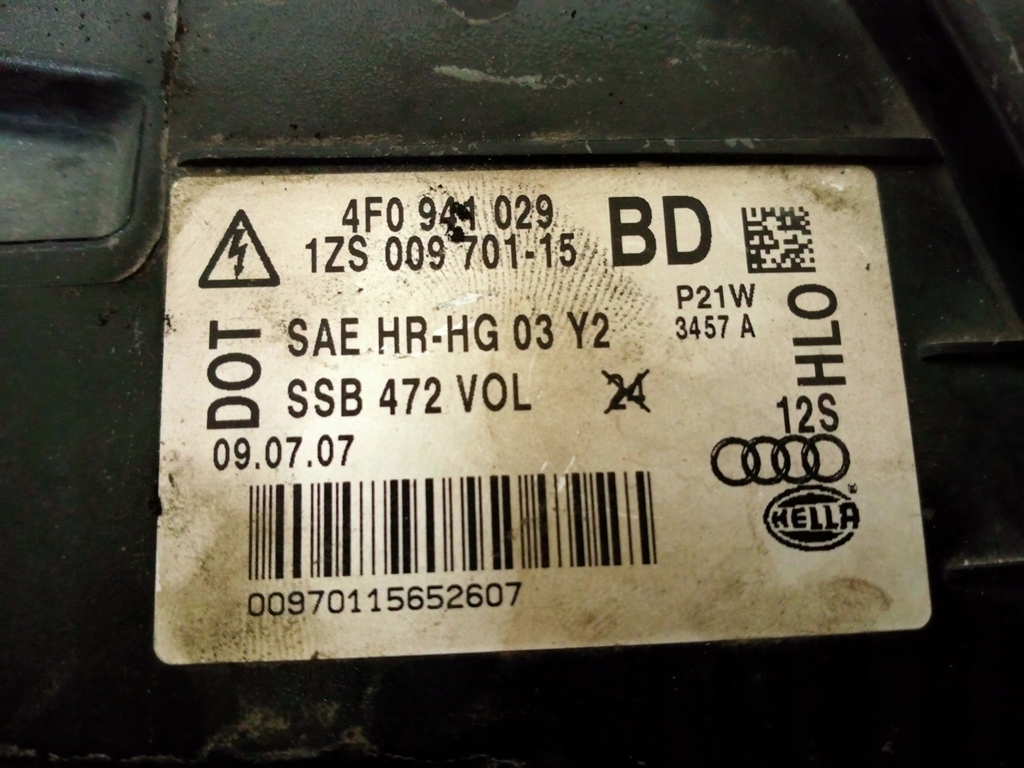 4F0 941 029
1ZS 009 701-15
BD
P21W
3457 A
DOT
SAE HR-HG 03 Y2
HLO
SSB 472 VOL
24
12S
09.07.07
HELLA
00970115652607